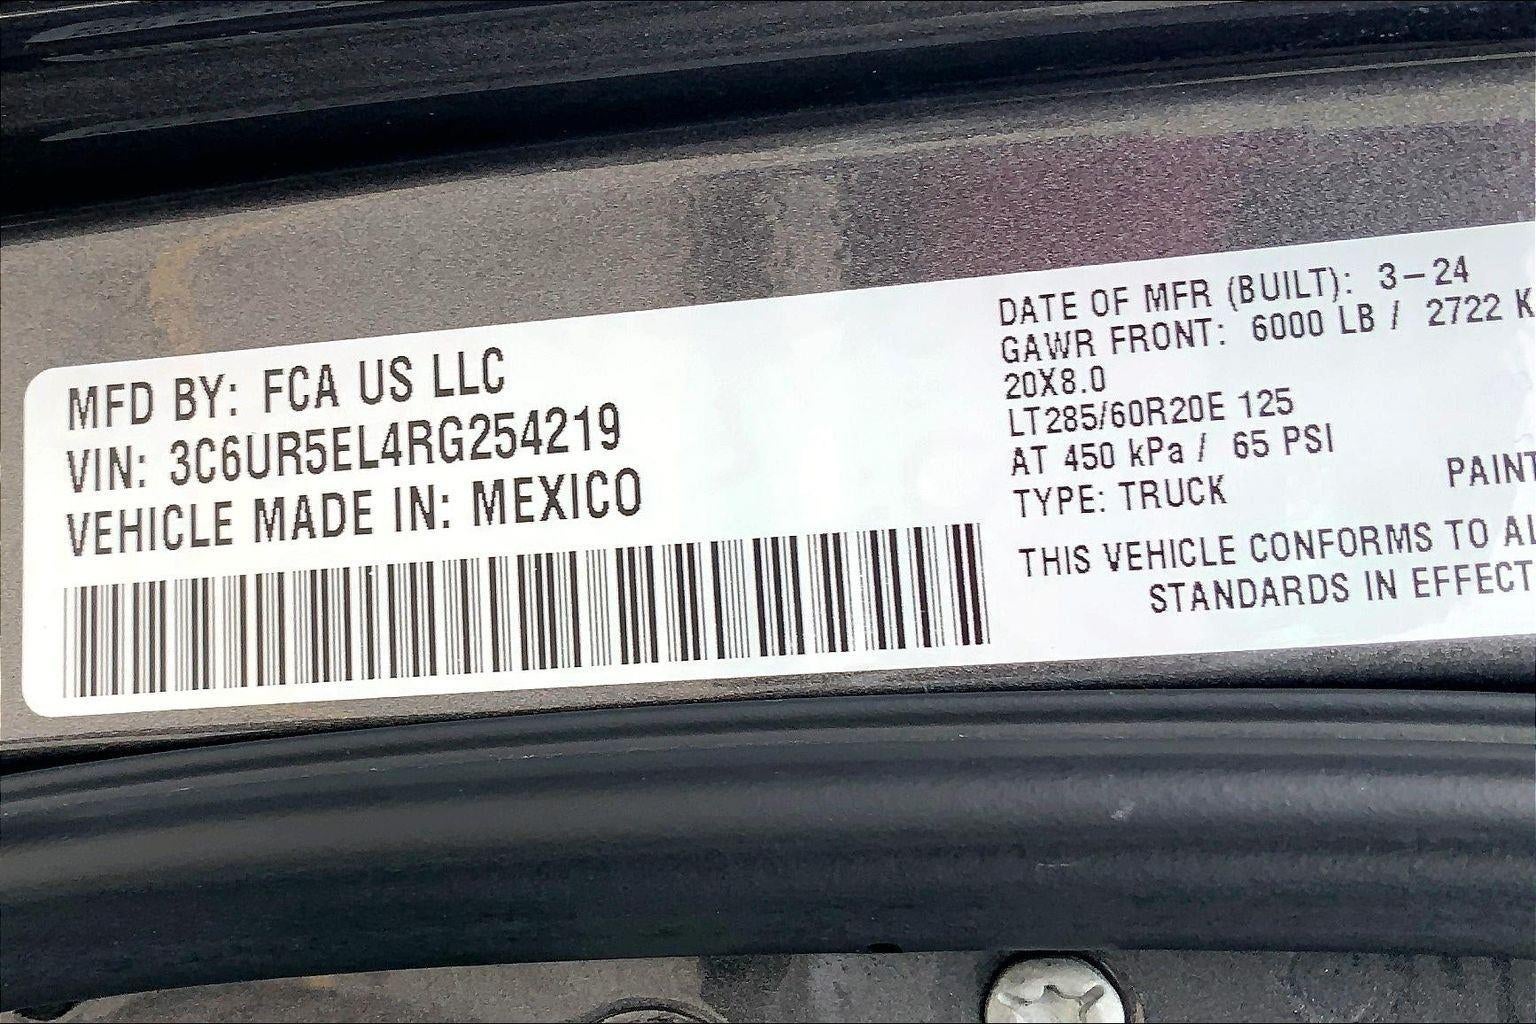 MFD BY: FCA US LLC
VIN: 3C6UR5EL4RG254219
VEHICLE MADE IN: MEXICO
DATE OF MFR (BUILT): 3-24
GAWR FRONT: 6000 LB / 2722 K
20X8.0
LT285/60R20E 125
AT 450 kPa / 65 PSI
TYPE: TRUCK PAINT
THIS VEHICLE CONFORMS TO AL
STANDARDS IN EFFECT